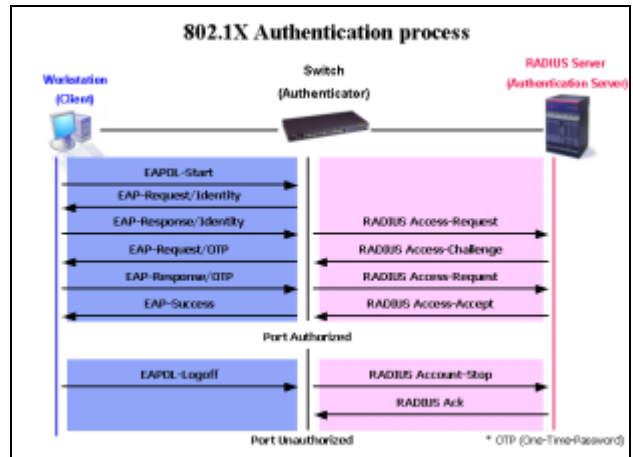 802.1X Authentication process
Workstation
(Client)
Switch
(Authenticator)
RADIUS Server
(Authentication Server)
EAPOL-Start
EAP-Request/Identity
EAP-Response/Identity
RADIUS Access-Request
EAP-Request/OTP
RADIUS Access-Challenge
EAP-Response/OTP
RADIUS Access-Request
EAP-Success
RADIUS Access-Accept
Port Authorized
EAPOL-Logoff
RADIUS Account-Stop
RADIUS Ack
Port Unauthorized
* OTP (One-Time-Password)